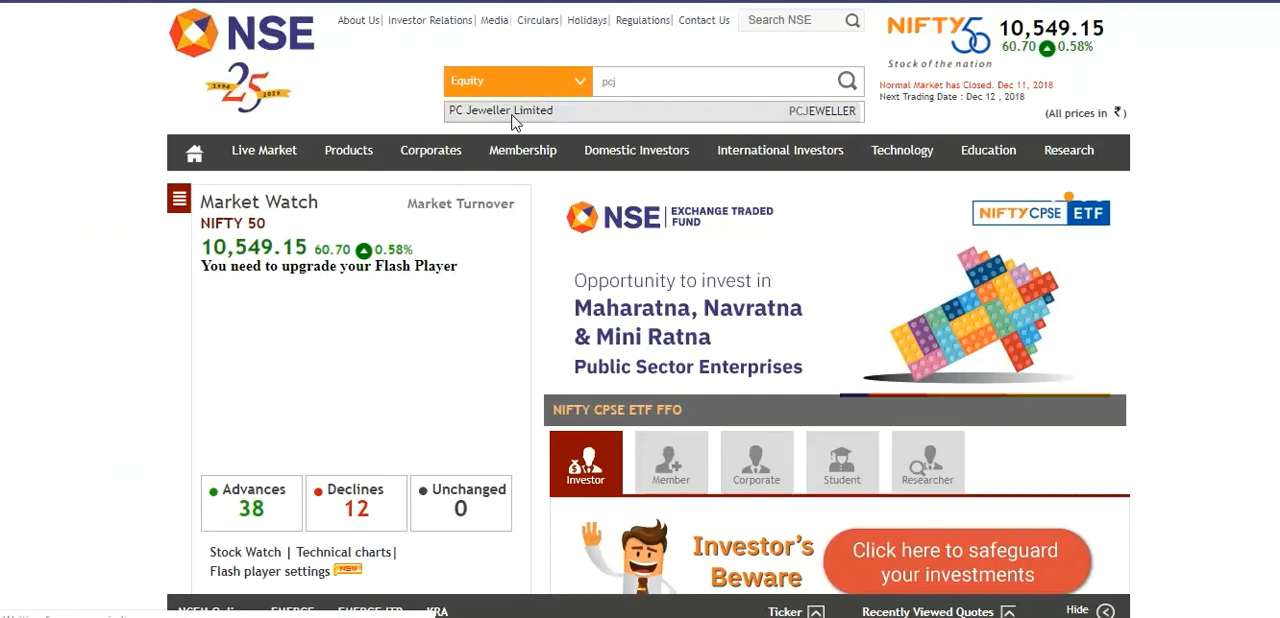 NSE
1994 25 2019
About Us| Investor Relations| Media| Circulars| Holidays| Regulations| Contact Us
Search NSE
NIFTY 50
Stock of the nation
10,549.15
60.70 0.58%
Normal Market has Closed. Dec 11, 2018
Next Trading Date : Dec 12 , 2018
(All prices in ₹ )
Equity
pcj
PC Jeweller Limited PCJEWELLER
Live Market Products Corporates Membership Domestic Investors International Investors Technology Education Research
Market Watch Market Turnover
NIFTY 50
10,549.15 60.70 0.58%
You need to upgrade your Flash Player
Advances
38
Declines
12
Unchanged
0
Stock Watch | Technical charts|
Flash player settings NEW
NSE EXCHANGE TRADED FUND
NIFTY CPSE ETF
Opportunity to invest in
Maharatna, Navratna
& Mini Ratna
Public Sector Enterprises
NIFTY CPSE ETF FFO
Investor Member Corporate Student Researcher
Investor's
Beware
Click here to safeguard
your investments
EMERGE EMERGE ITP KRA
Ticker Recently Viewed Quotes Hide